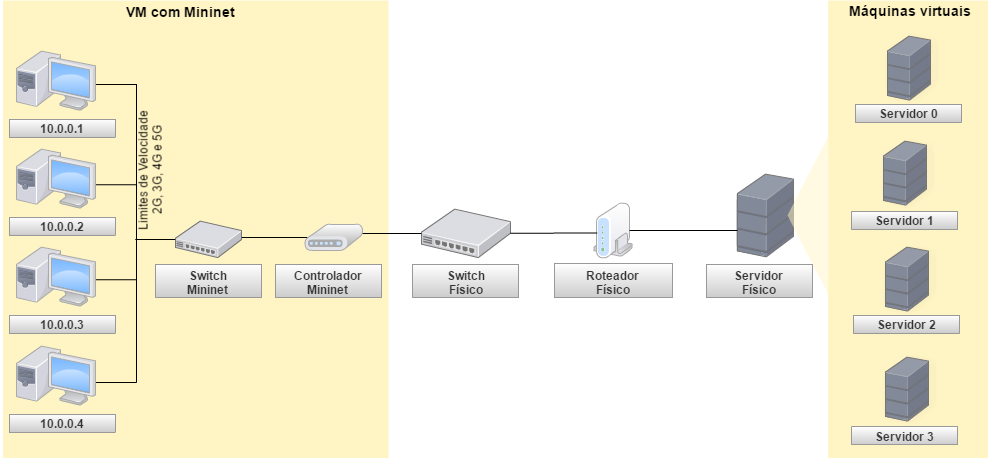 VM com Mininet
Máquinas virtuais
10.0.0.1
10.0.0.2
10.0.0.3
10.0.0.4
Limites de Velocidade
2G, 3G, 4G e 5G
Switch
Mininet
Controlador
Mininet
Switch
Físico
Roteador
Físico
Servidor
Físico
Servidor 0
Servidor 1
Servidor 2
Servidor 3